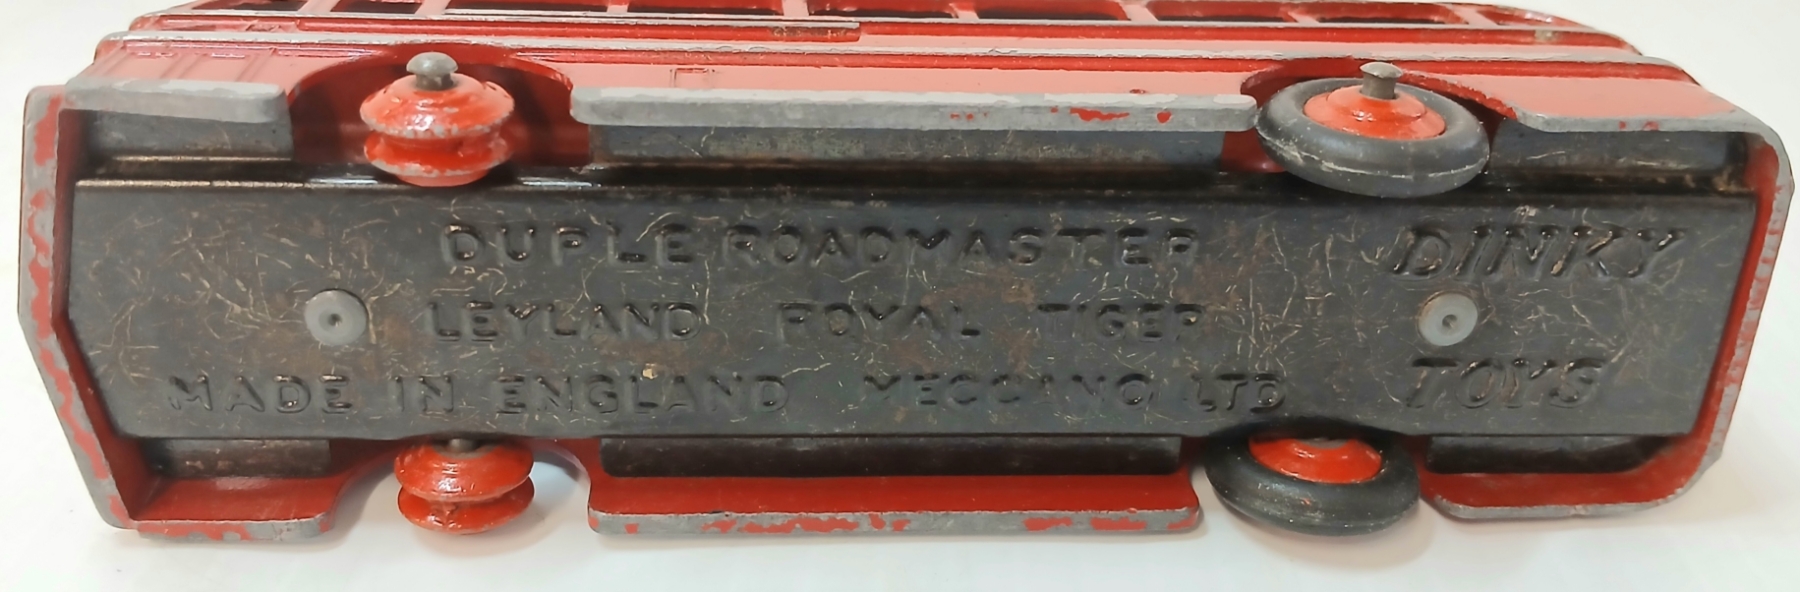 DUPLE ROADMASTER
LEYLAND ROYAL TIGER
MADE IN ENGLAND MECCANO LTD
DINKY
TOYS